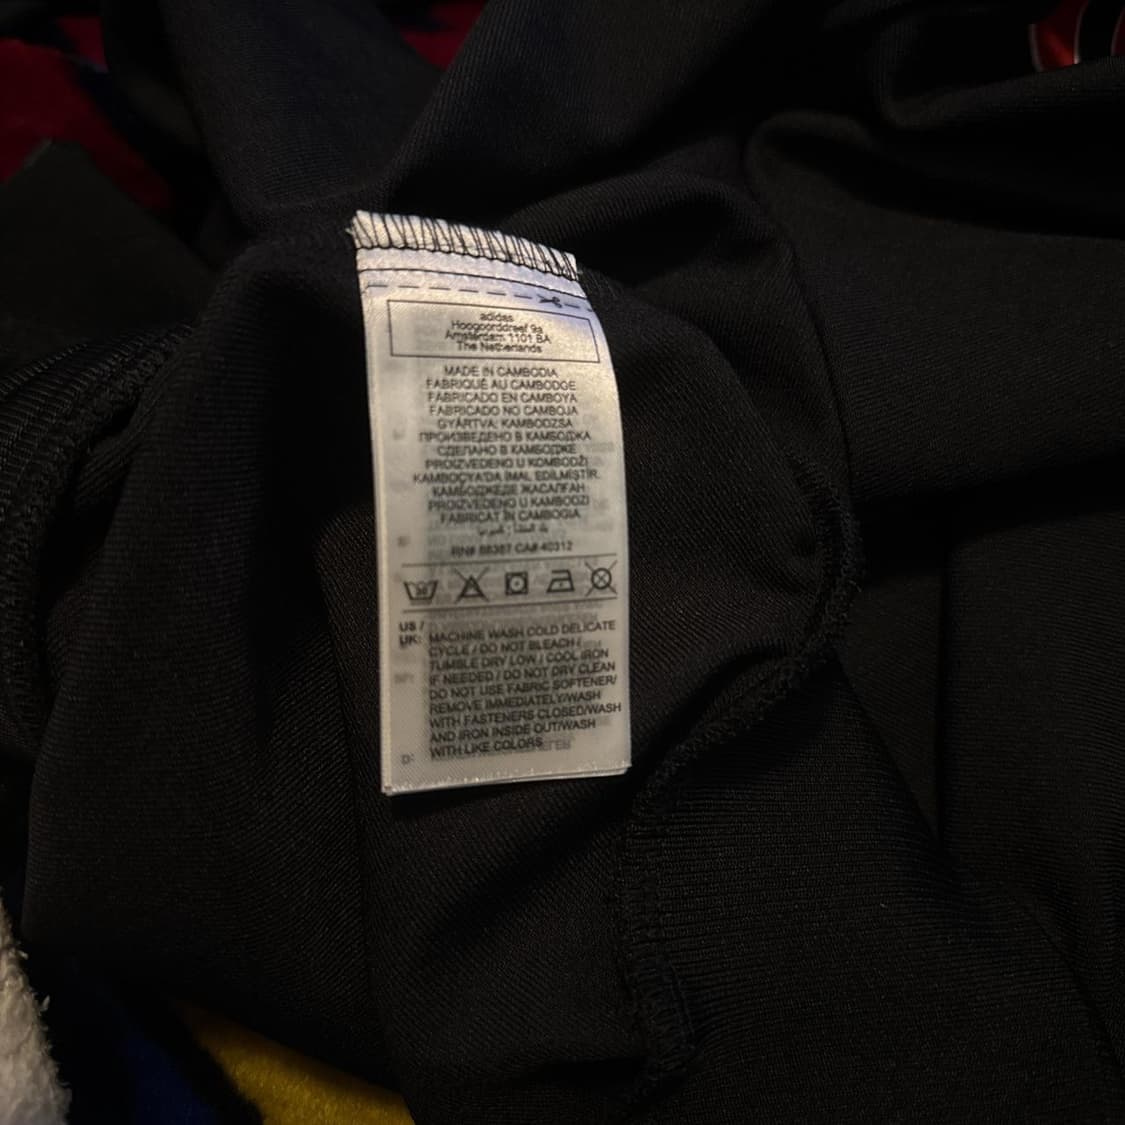 adidas
Hoogoorddreef 9a
Amsterdam 1101 BA
The Netherlands
MADE IN CAMBODIA
FABRIQUÉ AU CAMBODGE
FABRICADO EN CAMBOYA
FABRICADO NO CAMBOJA
GYÁRTVA: KAMBODZSA
ПРОИЗВЕДЕНО В КАМБОДЖА
СДЕЛАНО В КАМБОДЖЕ
PROIZVEDENO U KOMBODŽI
KAMBOÇYA'DA İMAL EDİLMİŞTİR.
КАМБОДЖЕДЕ ЖАСАЛҒАН
PROIZVEDENO U KAMBODZI
FABRICAT ÎN CAMBOGIA
RN# 88387 CA# 40312
US /
UK: MACHINE WASH COLD DELICATE
CYCLE / DO NOT BLEACH /
TUMBLE DRY LOW / COOL IRON
IF NEEDED / DO NOT DRY CLEAN
DO NOT USE FABRIC SOFTENER/
REMOVE IMMEDIATELY/WASH
WITH FASTENERS CLOSED/WASH
AND IRON INSIDE OUT/WASH
WITH LIKE COLORS
D: